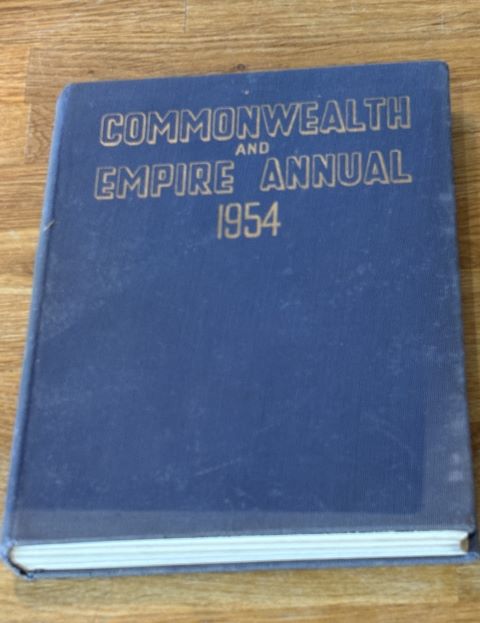 COMMONWEALTH
AND
EMPIRE ANNUAL
1954